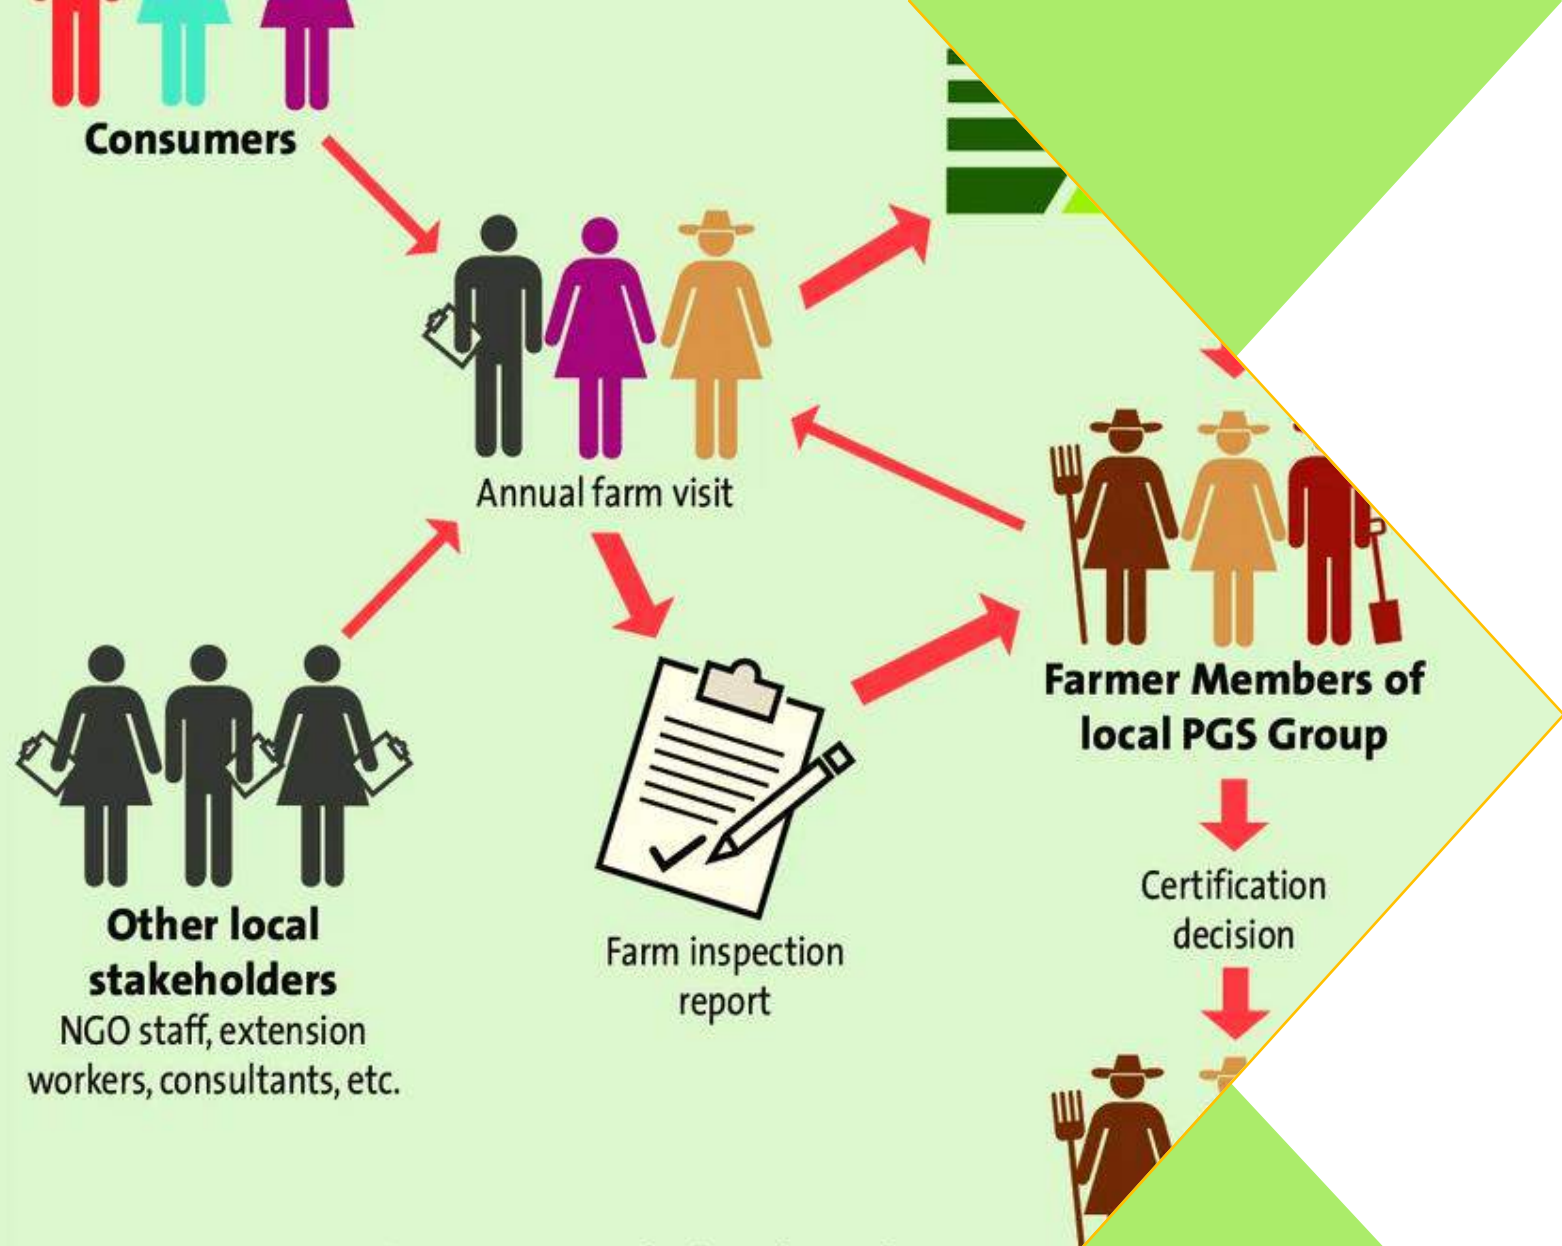 Consumers
Annual farm visit
Farmer Members of
local PGS Group
Certification
decision
Other local
stakeholders
NGO staff, extension
workers, consultants, etc.
Farm inspection
report